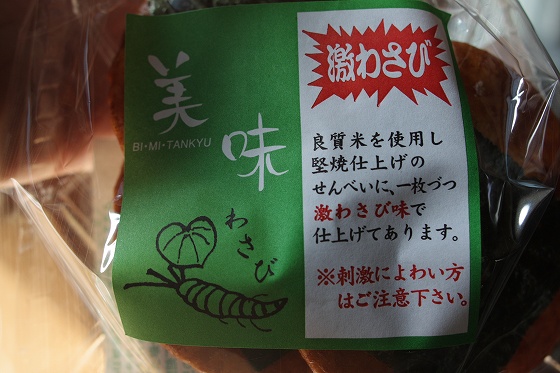 美味
BI・MI・TANKYU
わさび
激わさび
良質米を使用し
堅焼仕上げの
せんべいに、一枚づつ
激わさび味で
仕上げてあります。
※刺激によわい方
はご注意下さい。